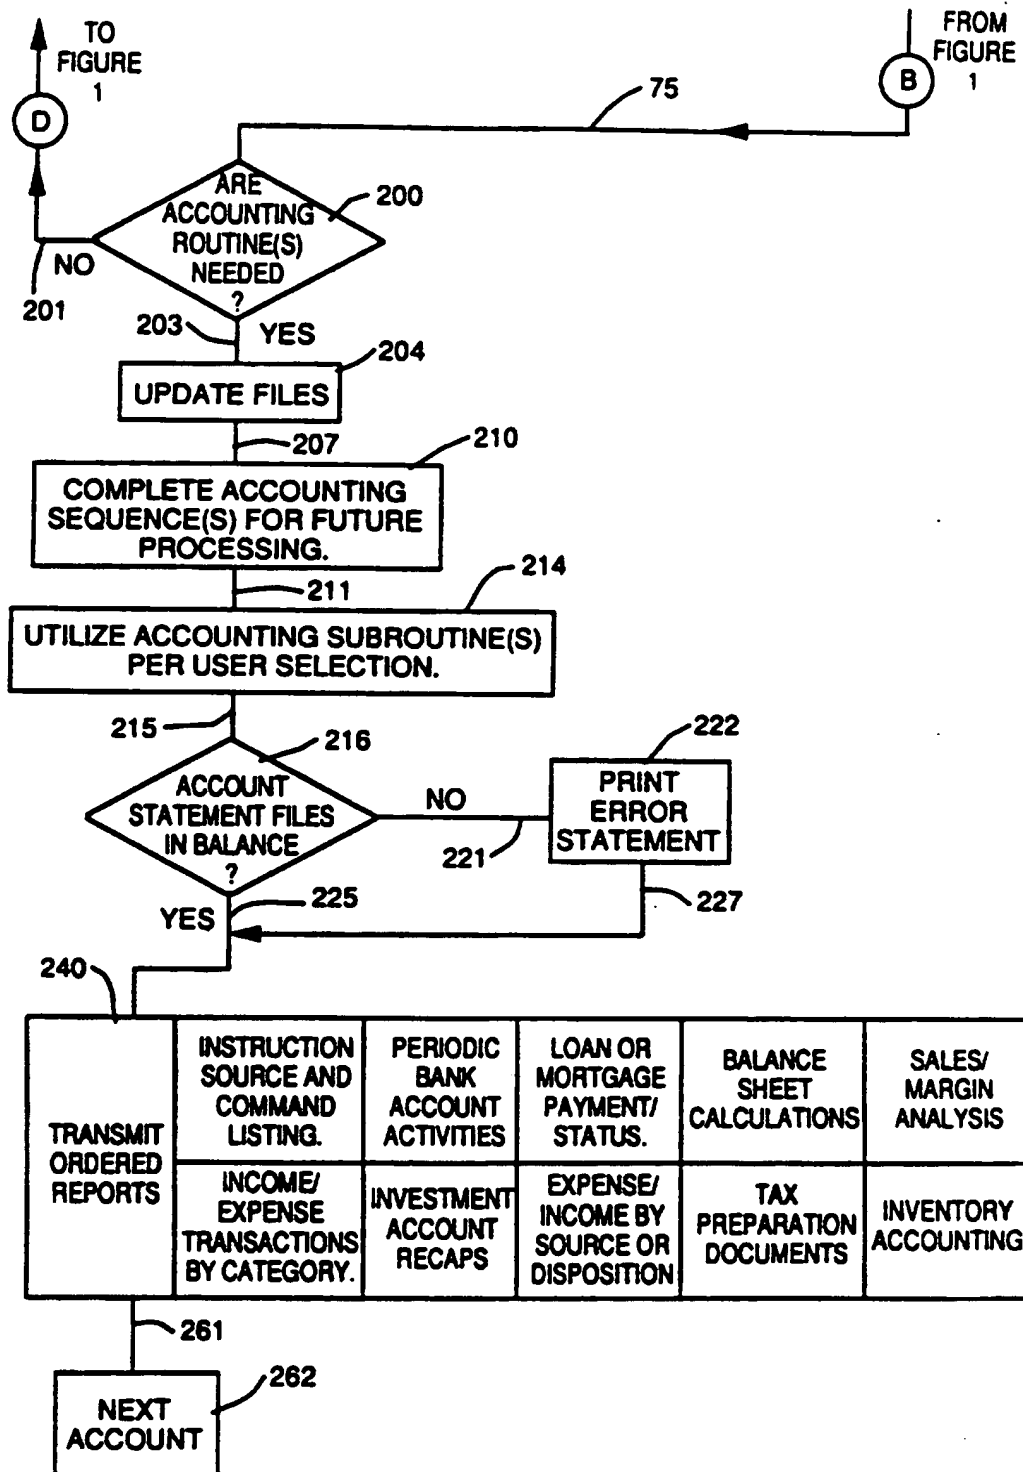 TO
FIGURE
1
D
FROM
FIGURE
1
B
75
ARE
ACCOUNTING
ROUTINE(S)
NEEDED
?
200
NO
201
203
YES
204
UPDATE FILES
207
210
COMPLETE ACCOUNTING
SEQUENCE(S) FOR FUTURE
PROCESSING.
211
214
UTILIZE ACCOUNTING SUBROUTINE(S)
PER USER SELECTION.
215
216
ACCOUNT
STATEMENT FILES
IN BALANCE
?
NO
221
222
PRINT
ERROR
STATEMENT
225
227
YES
240
TRANSMIT
ORDERED
REPORTS
INSTRUCTION
SOURCE AND
COMMAND
LISTING.
PERIODIC
BANK
ACCOUNT
ACTIVITIES
LOAN OR
MORTGAGE
PAYMENT/
STATUS.
BALANCE
SHEET
CALCULATIONS
SALES/
MARGIN
ANALYSIS
INCOME/
EXPENSE
TRANSACTIONS
BY CATEGORY.
INVESTMENT
ACCOUNT
RECAPS
EXPENSE/
INCOME BY
SOURCE OR
DISPOSITION
TAX
PREPARATION
DOCUMENTS
INVENTORY
ACCOUNTING
261
262
NEXT
ACCOUNT